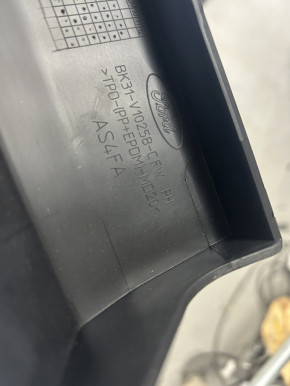 Ford
BK31-V10258-C
>TPO-(PP+EPDM)-MD20<
AS4FA